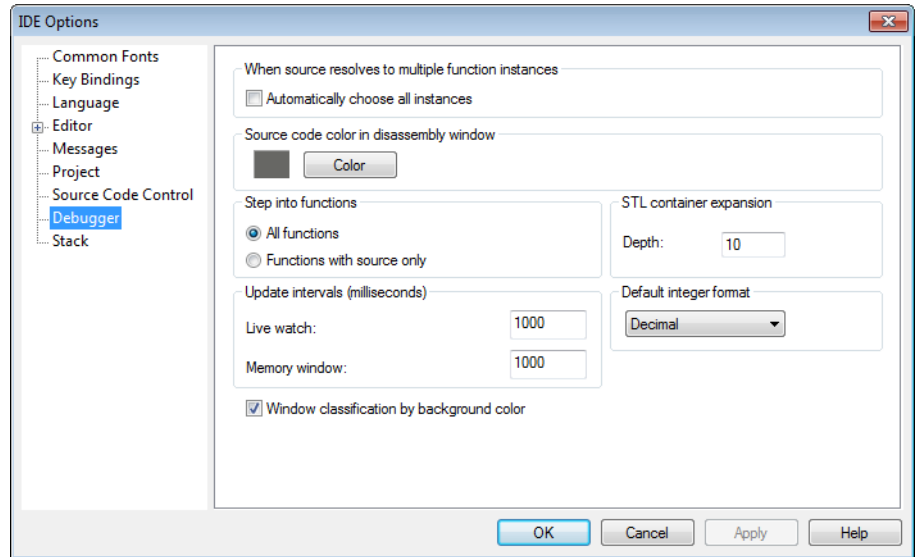 IDE Options
Common Fonts
Key Bindings
Language
Editor
Messages
Project
Source Code Control
Debugger
Stack
When source resolves to multiple function instances
Automatically choose all instances
Source code color in disassembly window
Color
Step into functions
All functions
Functions with source only
STL container expansion
Depth: 10
Update intervals (milliseconds)
Live watch: 1000
Memory window: 1000
Default integer format
Decimal
Window classification by background color
OK Cancel Apply Help